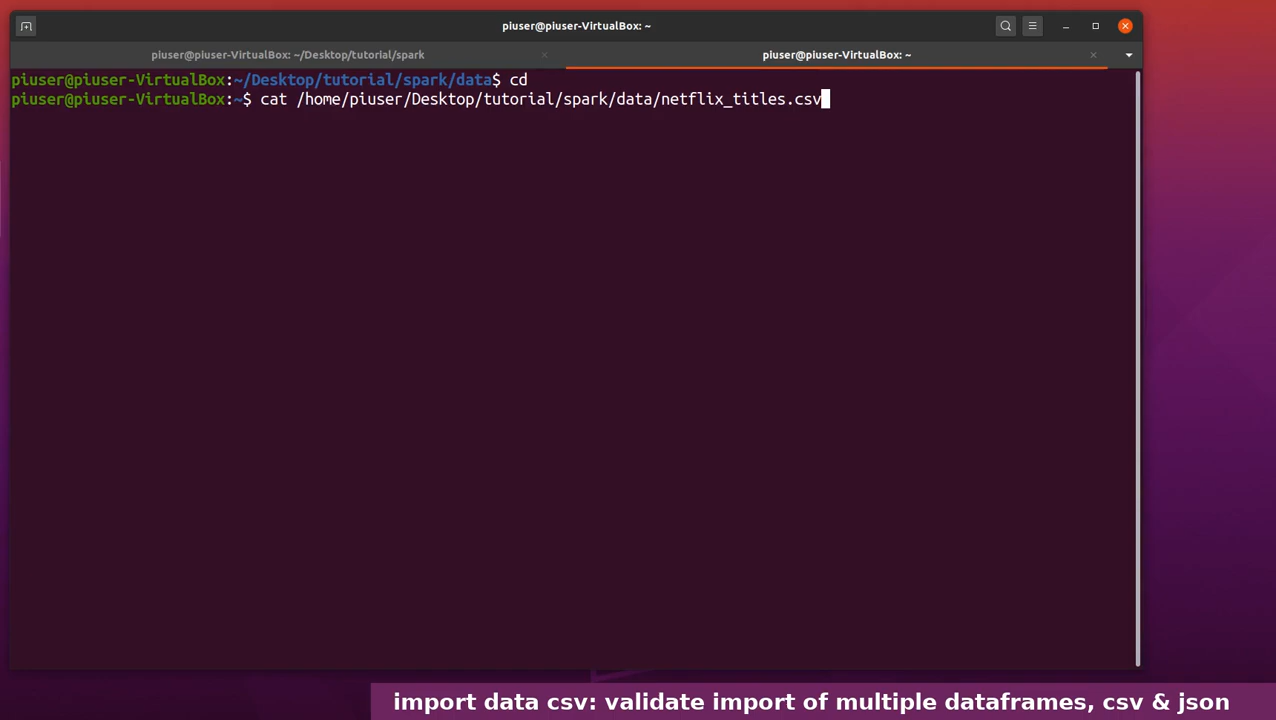 piuser@piuser-VirtualBox: ~
piuser@piuser-VirtualBox: ~/Desktop/tutorial/spark
piuser@piuser-VirtualBox: ~
piuser@piuser-VirtualBox:~/Desktop/tutorial/spark/data$ cd
piuser@piuser-VirtualBox:~$ cat /home/piuser/Desktop/tutorial/spark/data/netflix_titles.csv
import data csv: validate import of multiple dataframes, csv & json